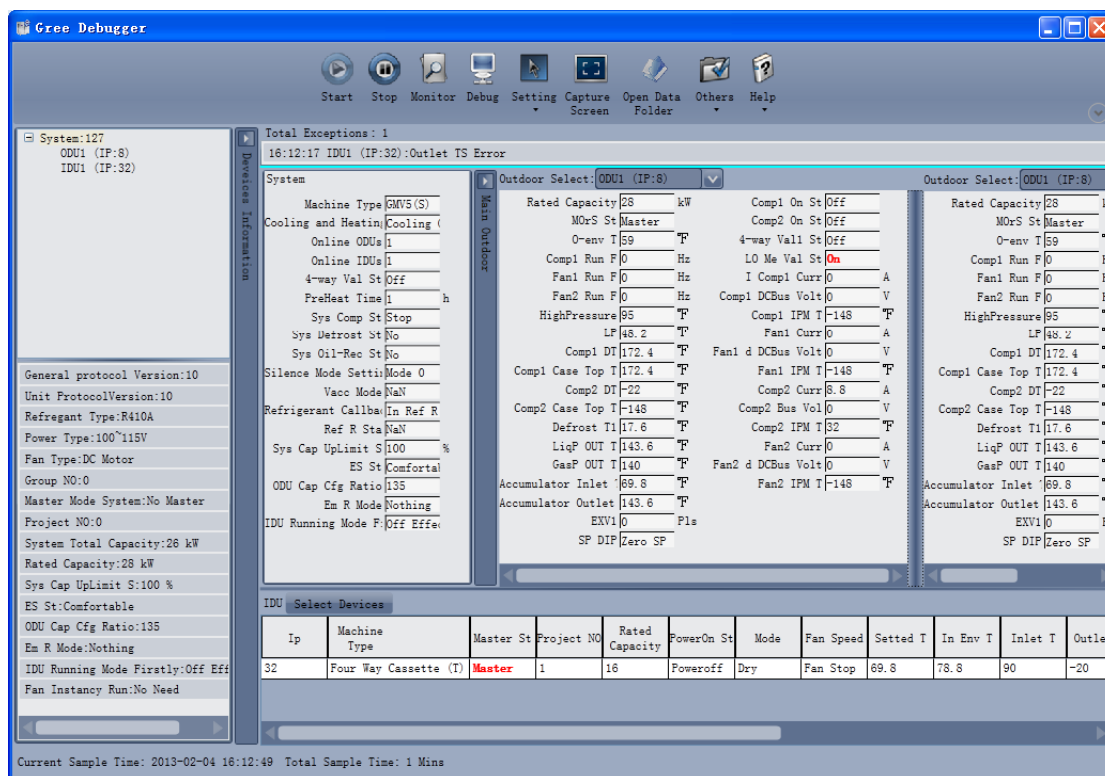 Gree Debugger
Start Stop Monitor Debug Setting Capture Screen Open Data Folder Others Help
System:127
ODU1 (IP:8)
IDU1 (IP:32)
Deveices Information
Total Exceptions: 1
16:12:17 IDU1 (IP:32):Outlet TS Error
General protocol Version:10
Unit ProtocolVersion:10
Refregant Type:R410A
Power Type:100~115V
Fan Type:DC Motor
Group NO:0
Master Mode System:No Master
Project NO:0
System Total Capacity:26 kW
Rated Capacity:28 kW
Sys Cap UpLimit S:100 %
ES St:Comfortable
ODU Cap Cfg Ratio:135
Em R Mode:Nothing
IDU Running Mode Firstly:Off Eff
Fan Instancy Run:No Need
System
Machine Type GMV5(S)
Cooling and Heatin Cooling
Online ODUs 1
Online IDUs 1
4-way Val St Off
PreHeat Time 1 h
Sys Comp St Stop
Sys Defrost St No
Sys Oil-Rec St No
Silence Mode Setti Mode 0
Vacc Mode NaN
Refrigerant Callba In Ref R
Ref R Sta NaN
Sys Cap UpLimit S 100 %
ES St Comforta
ODU Cap Cfg Ratio 135
Em R Mode Nothing
IDU Running Mode F: Off Effe
Main Outdoor
Outdoor Select: ODU1 (IP:8)
Rated Capacity 28 kW
MOrS St Master
O-env T 59 °F
Comp1 Run F 0 Hz
Fan1 Run F 0 Hz
Fan2 Run F 0 Hz
HighPressure 95 °F
LP 48.2 °F
Comp1 DT 172.4 °F
Comp1 Case Top T 172.4 °F
Comp2 DT -22 °F
Comp2 Case Top T -148 °F
Defrost T1 17.6 °F
LiqP OUT T 143.6 °F
GasP OUT T 140 °F
Accumulator Inlet 69.8 °F
Accumulator Outlet 143.6 °F
EXV1 0 Pls
SP DIP Zero SP
Comp1 On St Off
Comp2 On St Off
4-way Val1 St Off
LO Me Val St On
I Comp1 Curr 0 A
Comp1 DCBus Volt 0 V
Comp1 IPM T -148 °F
Fan1 Curr 0 A
Fan1 d DCBus Volt 0 V
Fan1 IPM T -148 °F
Comp2 Curr 8.8 A
Comp2 Bus Vol 0 V
Comp2 IPM T 32 °F
Fan2 Curr 0 A
Fan2 d DCBus Volt 0 V
Fan2 IPM T -148 °F
Outdoor Select: ODU1 (IP:8)
Rated Capacity 28
MOrS St Master
O-env T 59
Comp1 Run F 0
Fan1 Run F 0
Fan2 Run F 0
HighPressure 95
LP 48.2
Comp1 DT 172.4
Comp1 Case Top T 172.4
Comp2 DT -22
Comp2 Case Top T -148
Defrost T1 17.6
LiqP OUT T 143.6
GasP OUT T 140
Accumulator Inlet 69.8
Accumulator Outlet 143.6
EXV1 0
SP DIP Zero SP
IDU Select Devices
Ip Machine Type Master St Project NO Rated Capacity PowerOn St Mode Fan Speed Setted T In Env T Inlet T Outle
32 Four Way Cassette (T) Master 1 16 Poweroff Dry Fan Stop 69.8 78.8 90 -20
Current Sample Time: 2013-02-04 16:12:49 Total Sample Time: 1 Mins